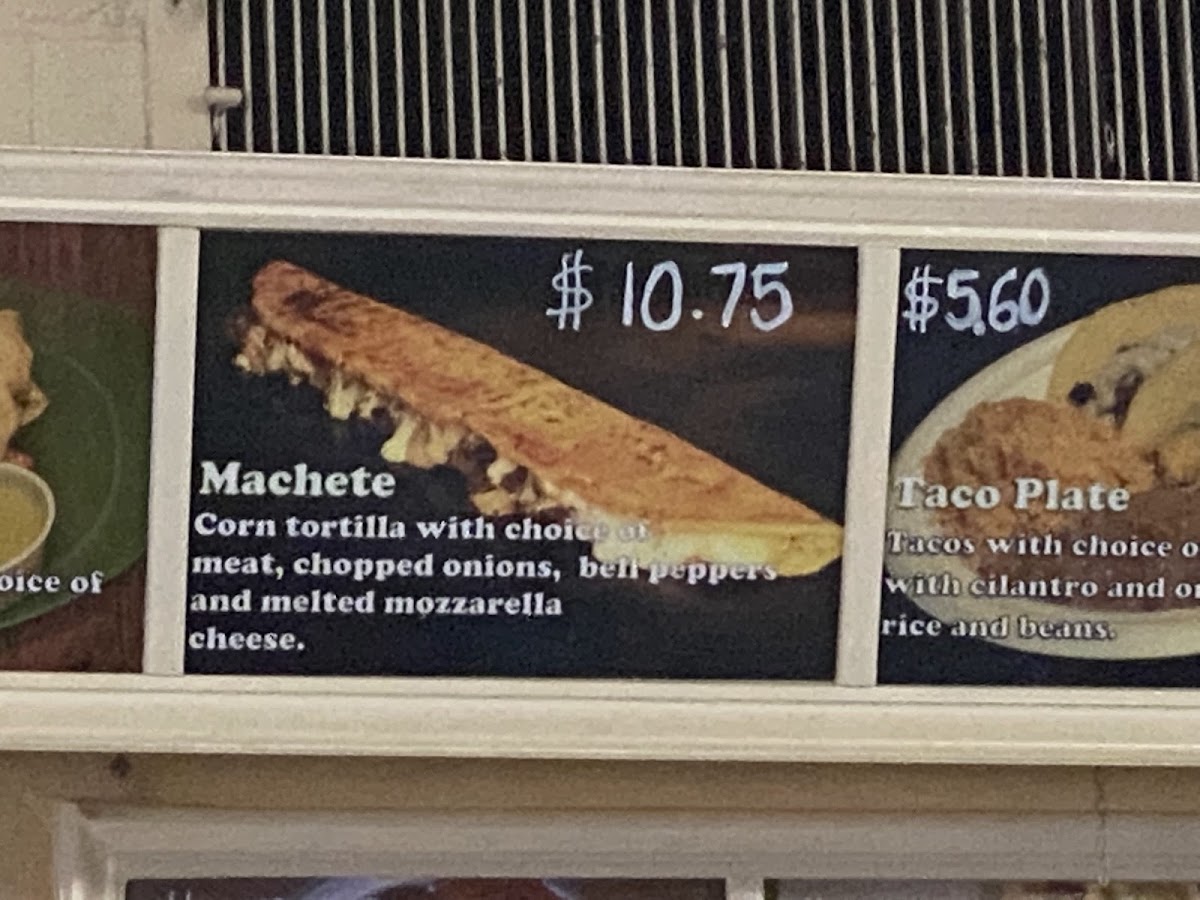 oice of
$ 10.75
Machete
Corn tortilla with choice of
meat, chopped onions, bell peppers
and melted mozzarella
cheese.
$5.60
Taco Plate
Tacos with choice o
with cilantro and on
rice and beans.